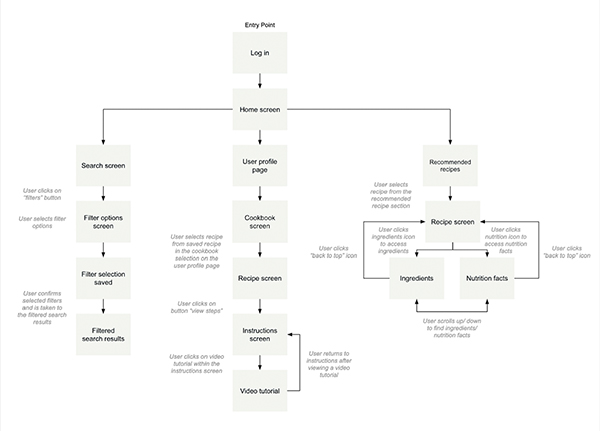 Entry Point
Log in
Home screen
Search screen
User profile
page
Recommended
recipes
User clicks on
"filters" button
User selects filter
options
Filter options
screen
Cookbook
screen
User selects
recipe from the
recommended
recipe section
Recipe screen
User clicks
ingredients icon
to access
ingredients
User clicks
nutrition icon to
access nutrition
facts
User clicks
"back to top" icon
User clicks
"back to top" icon
User selects recipe
from saved recipe
in the cookbook
selection on the
user profile page
Filter selection
saved
Recipe screen
Ingredients
Nutrition facts
User confirms
selected filters
and is taken to
the filtered search
results
User clicks on
button "view steps"
Filtered
search results
Instructions
screen
User scrolls up/ down
to find ingredients/
nutrition facts
User clicks on video
tutorial within the
instructions screen
User returns to
instructions after
viewing a video
tutorial
Video tutorial